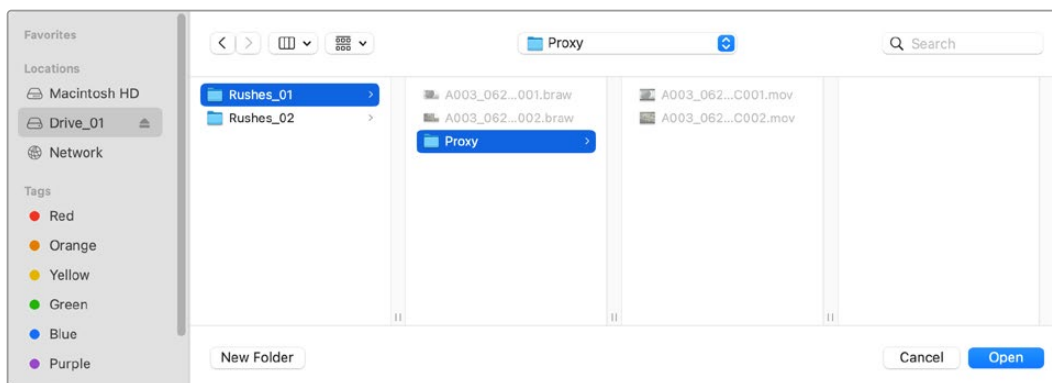 Favorites
Locations
Macintosh HD
Drive_01
Network
Tags
Red
Orange
Yellow
Green
Blue
Purple
Proxy
Search
Rushes_01
Rushes_02
A003_062...001.braw
A003_062...002.braw
Proxy
A003_062...C001.mov
A003_062...C002.mov
New Folder
Cancel
Open